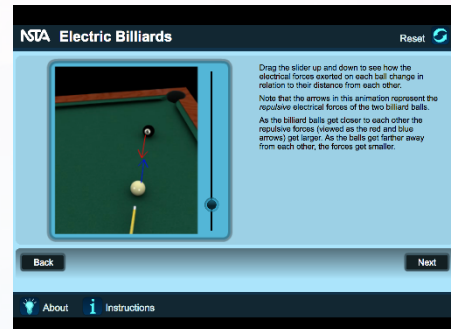 NSTA Electric Billiards
Reset
Drag the slider up and down to see how the
electrical forces exerted on each ball change in
relation to their distance from each other.
Note that the arrows in this animation represent the
repulsive electrical forces of the two billiard balls.
As the billiard balls get closer to each other the
repulsive forces (viewed as the red and blue
arrows) get larger. As the balls get farther away
from each other, the forces get smaller.
Back
Next
About
Instructions